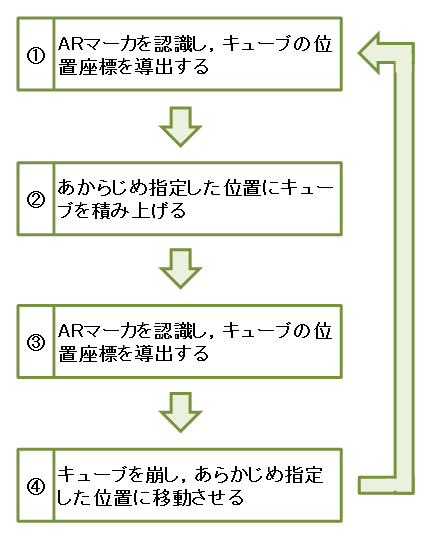 ① ARマーカを認識し，キューブの位
置座標を導出する
② あからじめ指定した位置にキュー
ブを積み上げる
③ ARマーカを認識し，キューブの位
置座標を導出する
④ キューブを崩し，あらかじめ指定
した位置に移動させる